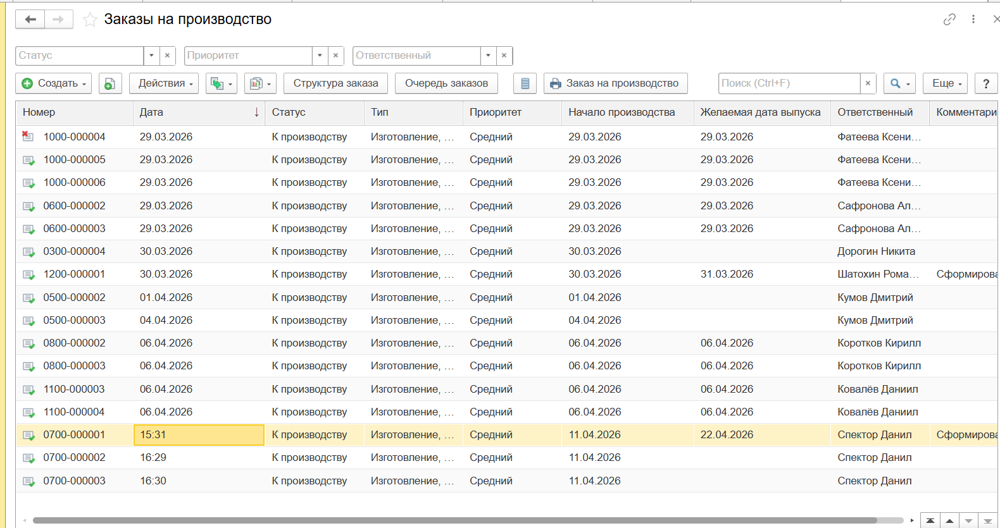 Заказы на производство
Статус Приоритет Ответственный
Создать Действия Структура заказа Очередь заказов Заказ на производство Поиск (Ctrl+F) Еще ?
Номер Дата ↓ Статус Тип Приоритет Начало производства Желаемая дата выпуска Ответственный Комментари
1000-000004 29.03.2026 К производству Изготовление, ... Средний 29.03.2026 29.03.2026 Фатеева Ксени...
1000-000005 29.03.2026 К производству Изготовление, ... Средний 29.03.2026 29.03.2026 Фатеева Ксени...
1000-000006 29.03.2026 К производству Изготовление, ... Средний 29.03.2026 29.03.2026 Фатеева Ксени...
0600-000002 29.03.2026 К производству Изготовление, ... Средний 29.03.2026 29.03.2026 Сафронова Ал...
0600-000003 29.03.2026 К производству Изготовление, ... Средний 29.03.2026 29.03.2026 Сафронова Ал...
0300-000004 30.03.2026 К производству Изготовление, ... Средний 30.03.2026 Дорогин Никита
1200-000001 30.03.2026 К производству Изготовление, ... Средний 30.03.2026 31.03.2026 Шатохин Рома... Сформирова
0500-000002 01.04.2026 К производству Изготовление, ... Средний 01.04.2026 Кумов Дмитрий
0500-000003 04.04.2026 К производству Изготовление, ... Средний 04.04.2026 Кумов Дмитрий
0800-000002 06.04.2026 К производству Изготовление, ... Средний 06.04.2026 06.04.2026 Коротков Кирилл
0800-000003 06.04.2026 К производству Изготовление, ... Средний 06.04.2026 06.04.2026 Коротков Кирилл
1100-000003 06.04.2026 К производству Изготовление, ... Средний 06.04.2026 06.04.2026 Ковалёв Даниил
1100-000004 06.04.2026 К производству Изготовление, ... Средний 06.04.2026 06.04.2026 Ковалёв Даниил
0700-000001 15:31 К производству Изготовление, ... Средний 11.04.2026 22.04.2026 Спектор Данил Сформирова
0700-000002 16:29 К производству Изготовление, ... Средний 11.04.2026 Спектор Данил
0700-000003 16:30 К производству Изготовление, ... Средний 11.04.2026 Спектор Данил